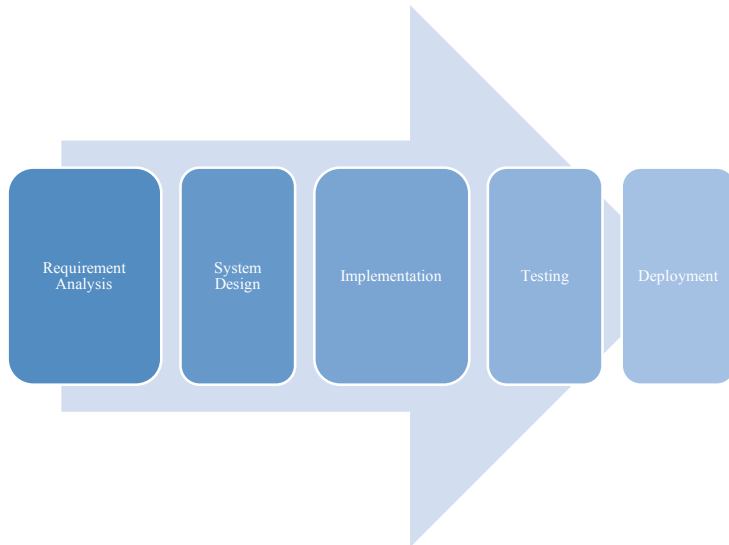 Requirement
Analysis
System
Design
Implementation
Testing
Deployment